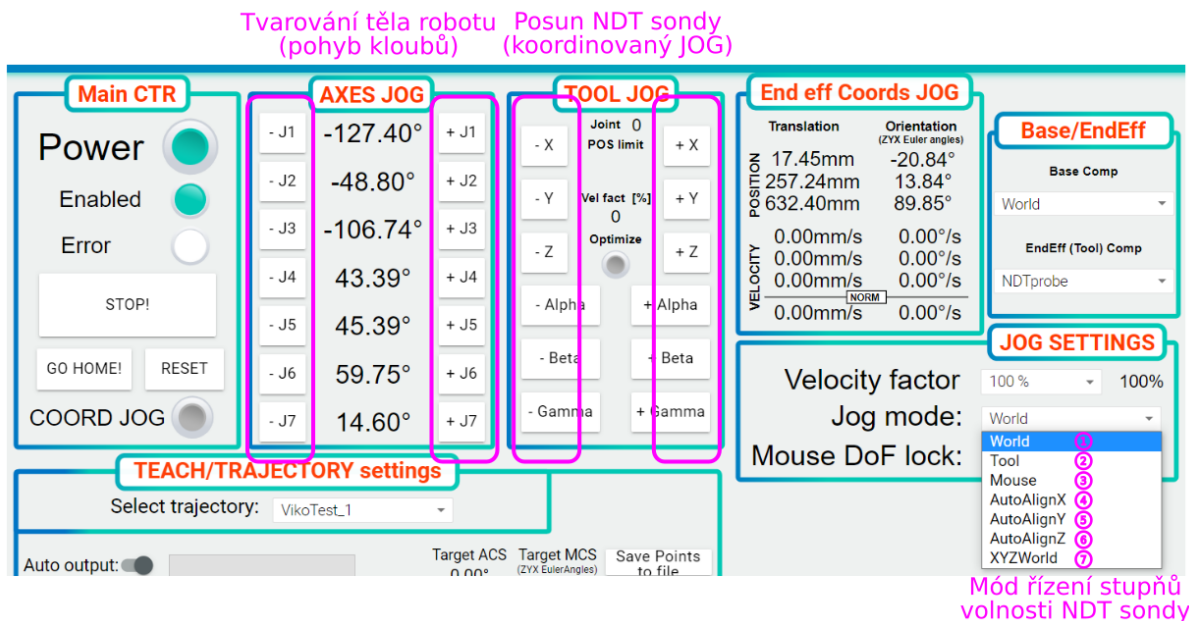 Tvarování těla robotu
(pohyb kloubů)
Posun NDT sondy
(koordinovaný JOG)
Main CTR
Power
Enabled
Error
STOP!
GO HOME!
RESET
COORD JOG
AXES JOG
- J1 -127.40° + J1
- J2 -48.80° + J2
- J3 -106.74° + J3
- J4 43.39° + J4
- J5 45.39° + J5
- J6 59.75° + J6
- J7 14.60° + J7
TOOL JOG
Joint 0
POS limit
- X + X
Vel fact [%]
0
- Y + Y
Optimize
- Z + Z
- Alpha + Alpha
- Beta + Beta
- Gamma + Gamma
End eff Coords JOG
Translation Orientation
(ZYX Euler angles)
POSITION
17.45mm -20.84°
257.24mm 13.84°
632.40mm 89.85°
VELOCITY
0.00mm/s 0.00°/s
0.00mm/s 0.00°/s
0.00mm/s 0.00°/s
NORM
0.00mm/s 0.00°/s
Base/EndEff
Base Comp
World
EndEff (Tool) Comp
NDTprobe
JOG SETTINGS
Velocity factor 100 % 100%
Jog mode: World
Mouse DoF lock:
World 1
Tool 2
Mouse 3
AutoAlignX 4
AutoAlignY 5
AutoAlignZ 6
XYZWorld 7
Mód řízení stupňů
volnosti NDT sondy
TEACH/TRAJECTORY settings
Select trajectory: VikoTest_1
Auto output:
Target ACS
0.00°
Target MCS
(ZYX EulerAngles)
Save Points
to file